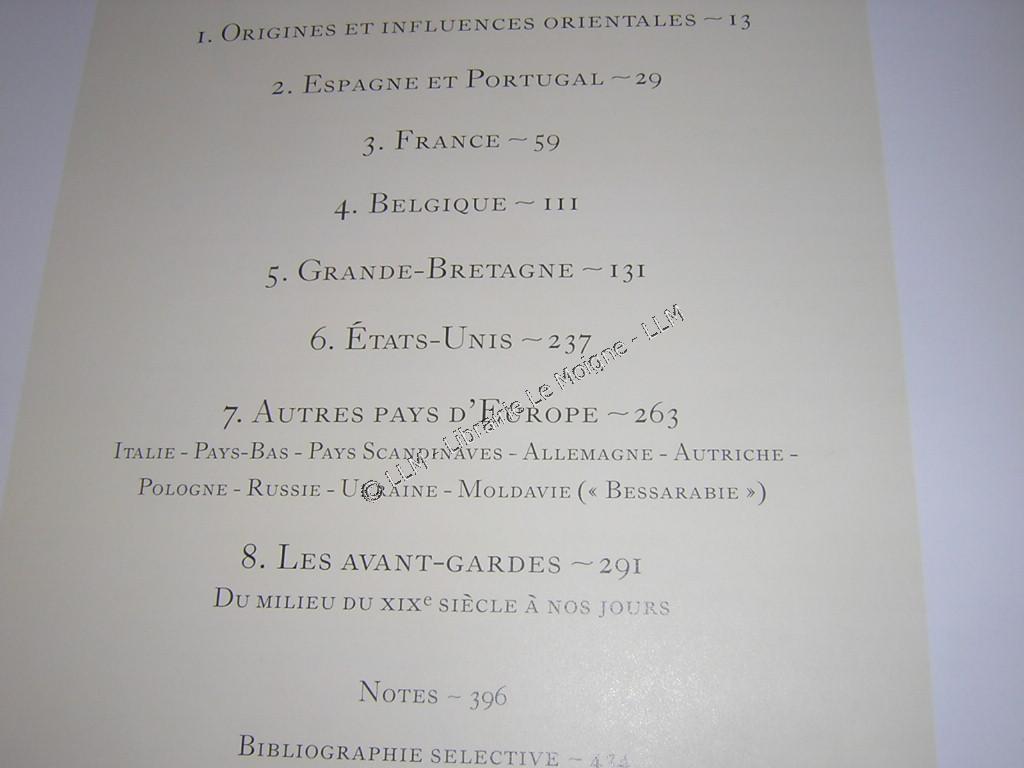 1. Origines et influences orientales ~ 13
2. Espagne et Portugal ~ 29
3. France ~ 59
4. Belgique ~ 111
5. Grande-Bretagne ~ 131
6. États-Unis ~ 237
7. Autres pays d'Europe ~ 263
Italie - Pays-Bas - Pays Scandinaves - Allemagne - Autriche -
Pologne - Russie - Ukraine - Moldavie (« Bessarabie »)
8. Les avant-gardes ~ 291
Du milieu du XIXe siècle à nos jours
Notes ~ 396
Bibliographie selective ~ 434
© LLM - Librairie Le Moigne - LLM